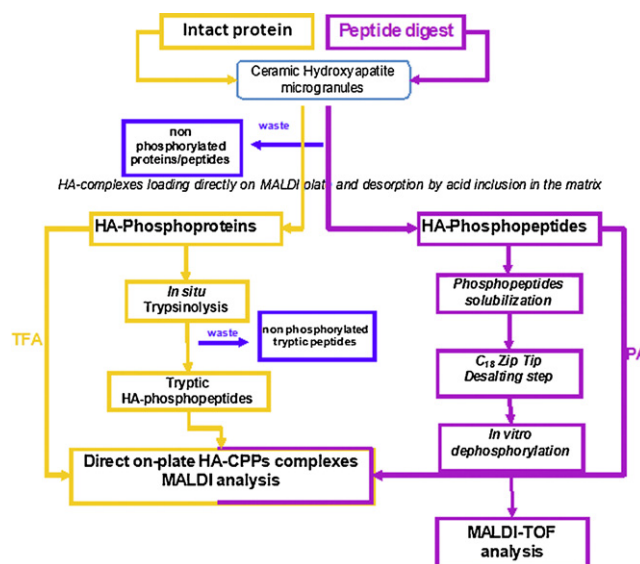 Intact protein
Peptide digest
Ceramic Hydroxyapatite
microgranules
waste
non
phosphorylated
proteins/peptides
HA-complexes loading directly on MALDI plate and desorption by acid inclusion in the matrix
HA-Phosphoproteins
HA-Phosphopeptides
In situ
Trypsinolysis
Phosphopeptides
solubilization
TFA
waste
non phosphorylated
tryptic peptides
PA
C18 Zip Tip
Desalting step
Tryptic
HA-phosphopeptides
In vitro
dephosphorylation
Direct on-plate HA-CPPs complexes
MALDI analysis
MALDI-TOF
analysis